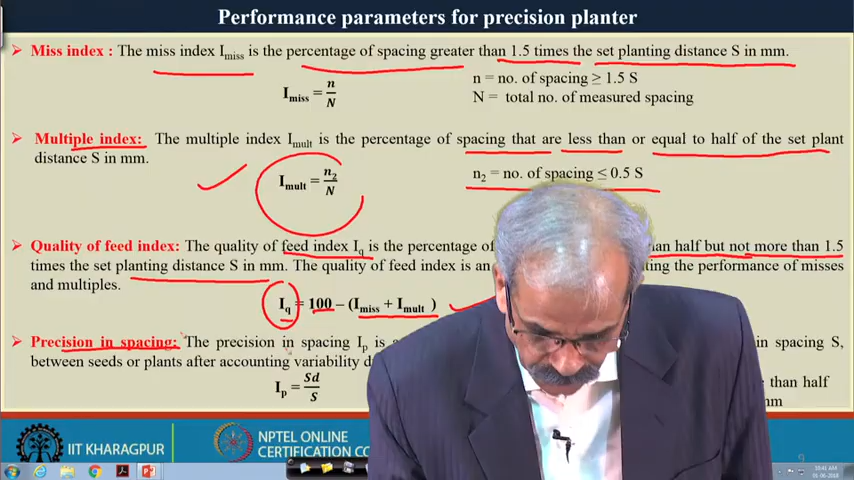 Performance parameters for precision planter
➢ Miss index : The miss index Imiss is the percentage of spacing greater than 1.5 times the set planting distance S in mm.
Imiss = n/N
n = no. of spacing ≥ 1.5 S
N = total no. of measured spacing
➢ Multiple index: The multiple index Imult is the percentage of spacing that are less than or equal to half of the set plant
distance S in mm.
Imult = n2/N
n2 = no. of spacing ≤ 0.5 S
➢ Quality of feed index: The quality of feed index Iq is the percentage of than half but not more than 1.5
times the set planting distance S in mm. The quality of feed index is an the performance of misses
and multiples.
Iq = 100 – (Imiss + Imult )
➢ Precision in spacing: The precision in spacing Ip is in spacing S,
between seeds or plants after accounting variability
Ip = Sd/S
than half
IIT KHARAGPUR
NPTEL ONLINE
CERTIFICATION
9